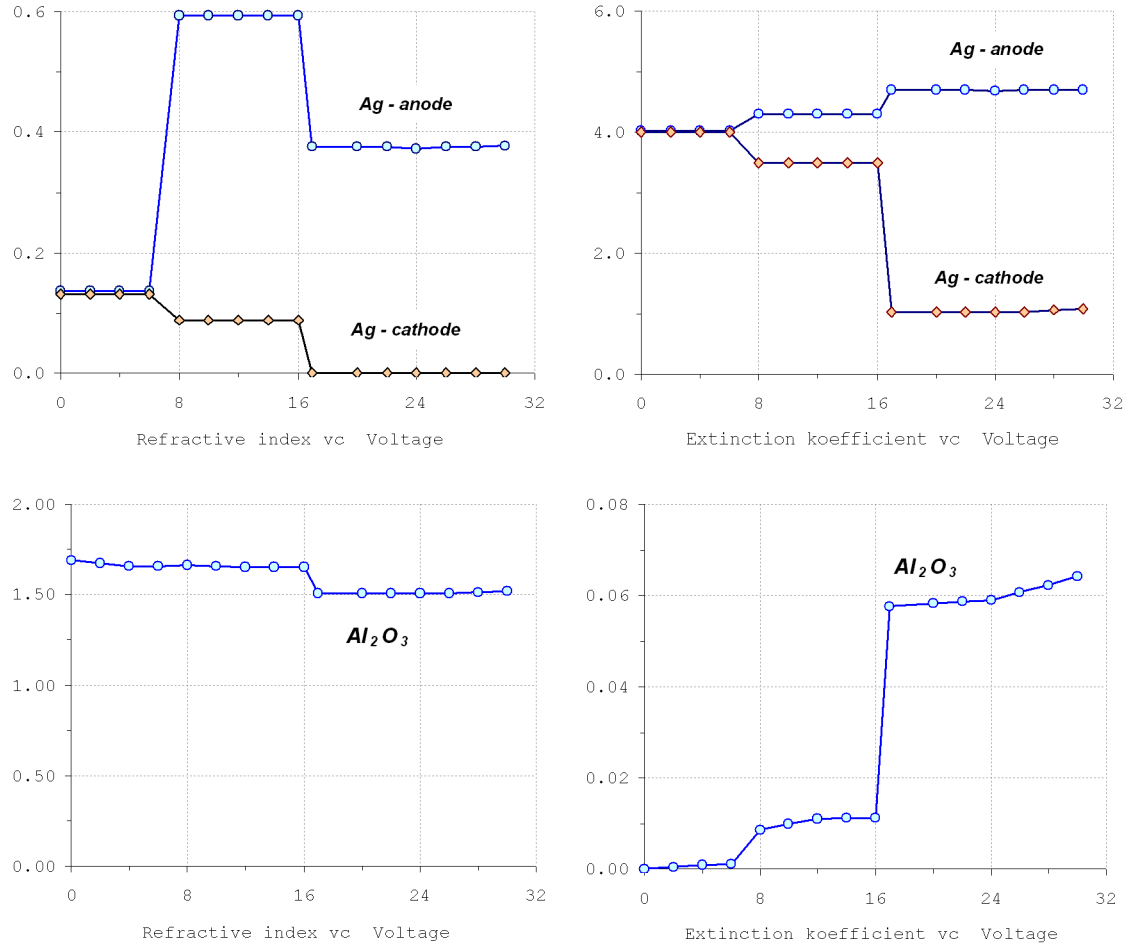 0.6
0.4
0.2
0.0
Ag - anode
Ag - cathode
0 8 16 24 32
Refractive index vc Voltage
6.0
4.0
2.0
0.0
Ag - anode
Ag - cathode
0 8 16 24 32
Extinction koefficient vc Voltage
2.00
1.50
1.00
0.50
0.00
Al₂O₃
0 8 16 24 32
Refractive index vc Voltage
0.08
0.06
0.04
0.02
0.00
Al₂O₃
0 8 16 24 32
Extinction koefficient vc Voltage